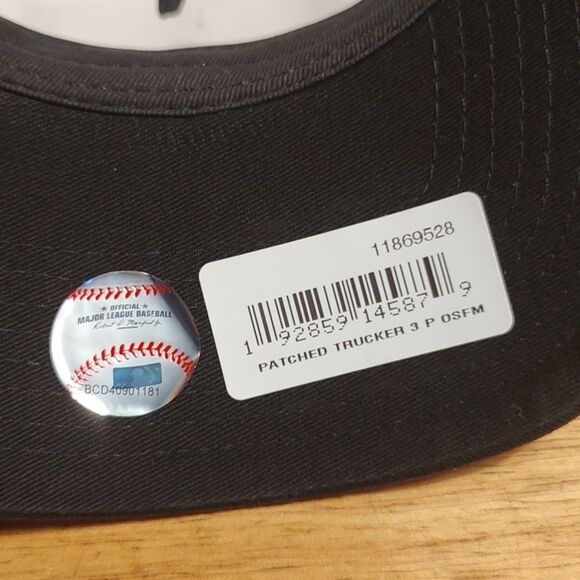 OFFICIAL
MAJOR LEAGUE BASEBALL
BCD40901181
11869528
1 92859 14587 9
PATCHED TRUCKER 3 P OSFM